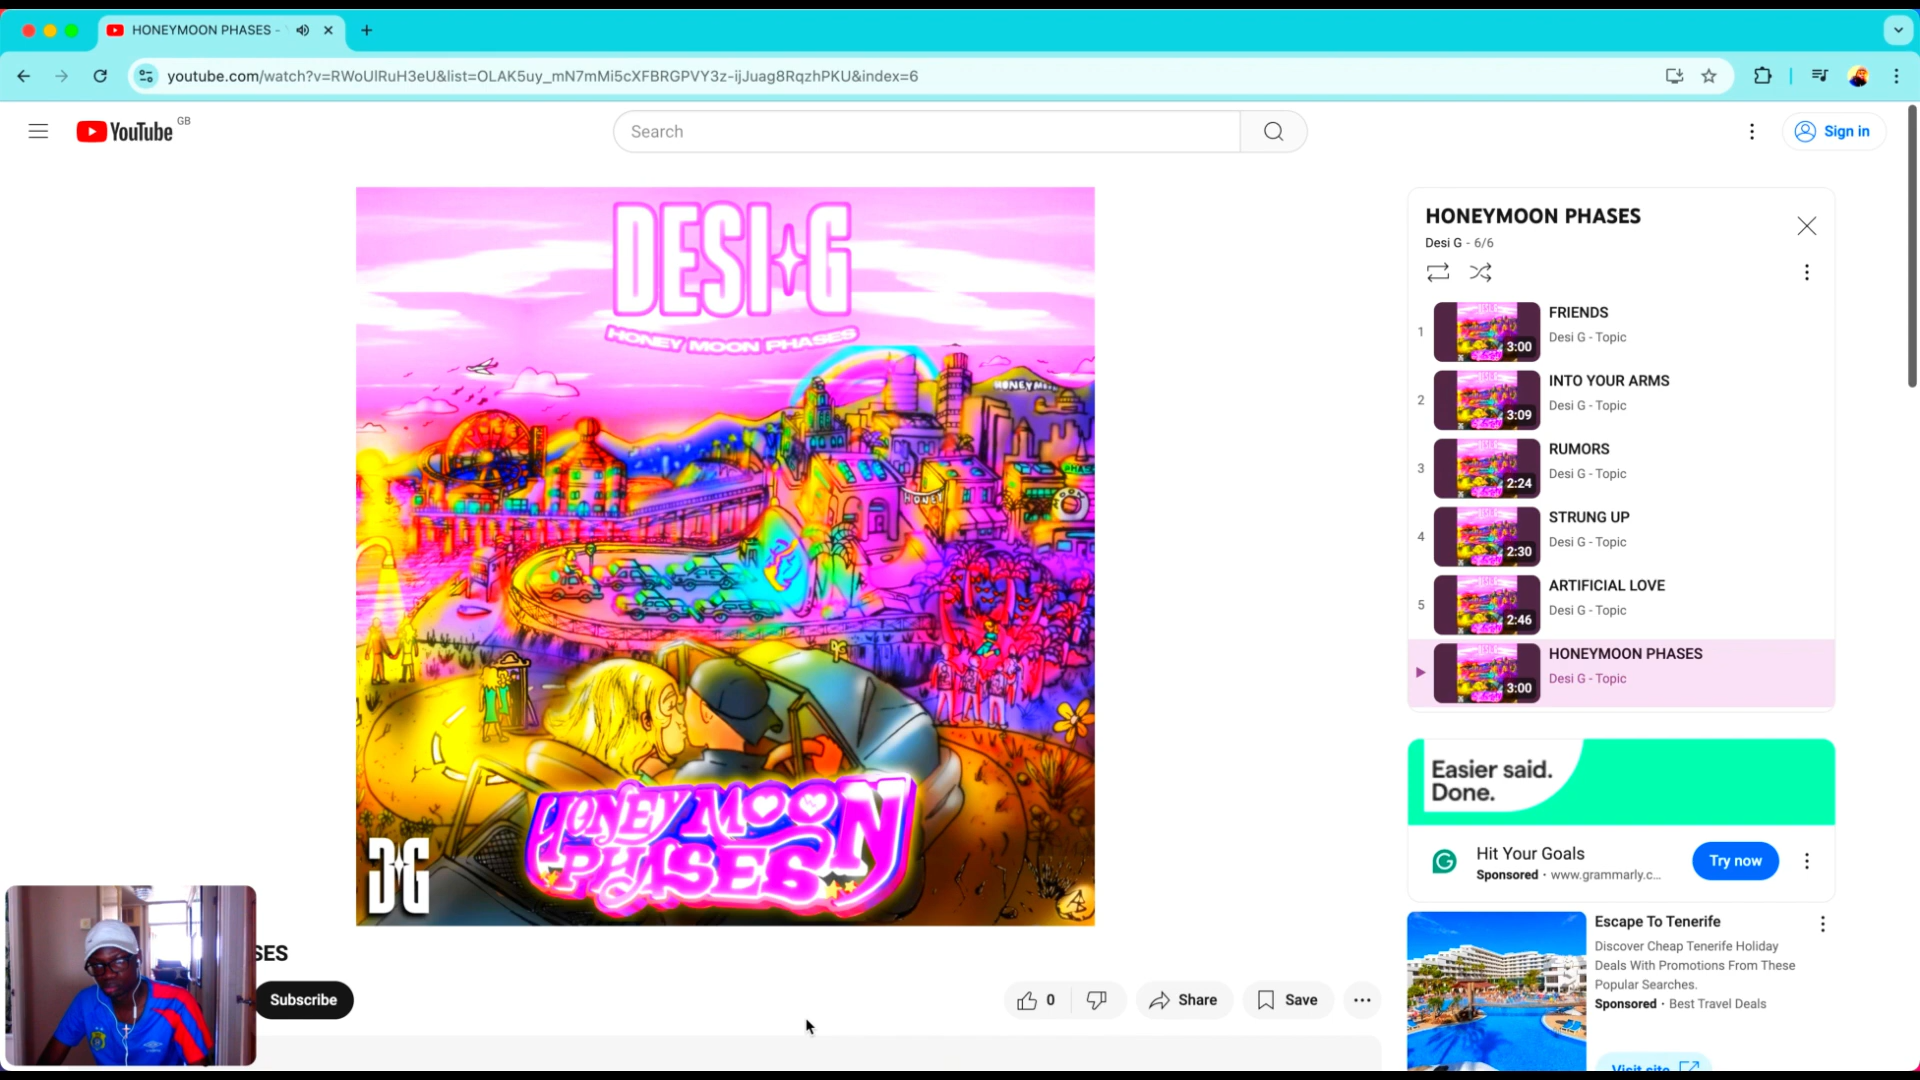 HONEYMOON PHASES -
youtube.com/watch?v=RWoUlRuH3eU&list=OLAK5uy_mN7mMi5cXFBRGPVY3z-ijJuag8RqzhPKU&index=6
YouTube GB
Search
Sign in
DESI G
HONEY MOON PHASES
HONEY
HONEY MOON
PHASES
HONEYMOON PHASES
Desi G - 6/6
1
FRIENDS
Desi G - Topic
3:00
2
INTO YOUR ARMS
Desi G - Topic
3:09
3
RUMORS
Desi G - Topic
2:24
4
STRUNG UP
Desi G - Topic
2:30
5
ARTIFICIAL LOVE
Desi G - Topic
2:46
HONEYMOON PHASES
Desi G - Topic
3:00
Easier said.
Done.
Hit Your Goals
Sponsored · www.grammarly.c...
Try now
Escape To Tenerife
Discover Cheap Tenerife Holiday
Deals With Promotions From These
Popular Searches.
Sponsored · Best Travel Deals
Visit site
SES
Subscribe
0
Share
Save